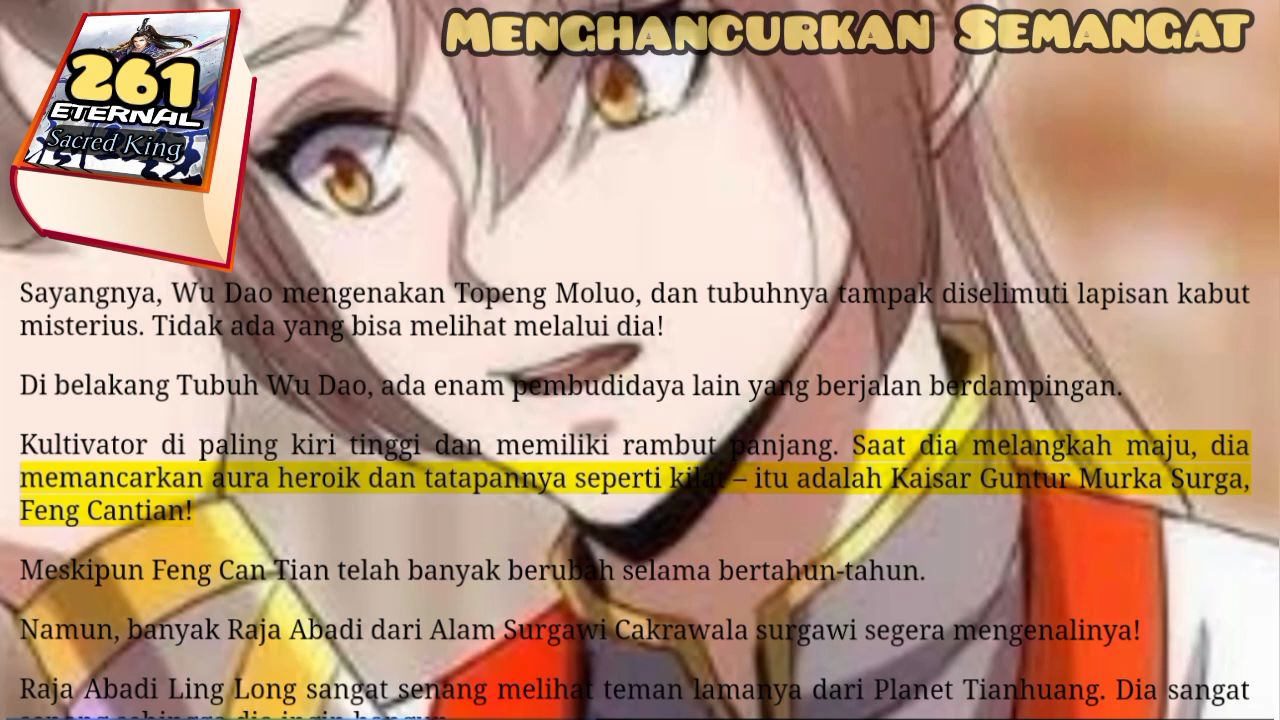 Menghancurkan Semangat
261
ETERNAL
Sacred King
Sayangnya, Wu Dao mengenakan Topeng Moluo, dan tubuhnya tampak diselimuti lapisan kabut
misterius. Tidak ada yang bisa melihat melalui dia!
Di belakang Tubuh Wu Dao, ada enam pembudidaya lain yang berjalan berdampingan.
Kultivator di paling kiri tinggi dan memiliki rambut panjang. Saat dia melangkah maju, dia
memancarkan aura heroik dan tatapannya seperti kilat – itu adalah Kaisar Guntur Murka Surga,
Feng Cantian!
Meskipun Feng Can Tian telah banyak berubah selama bertahun-tahun.
Namun, banyak Raja Abadi dari Alam Surgawi Cakrawala surgawi segera mengenalinya!
Raja Abadi Ling Long sangat senang melihat teman lamanya dari Planet Tianhuang. Dia sangat